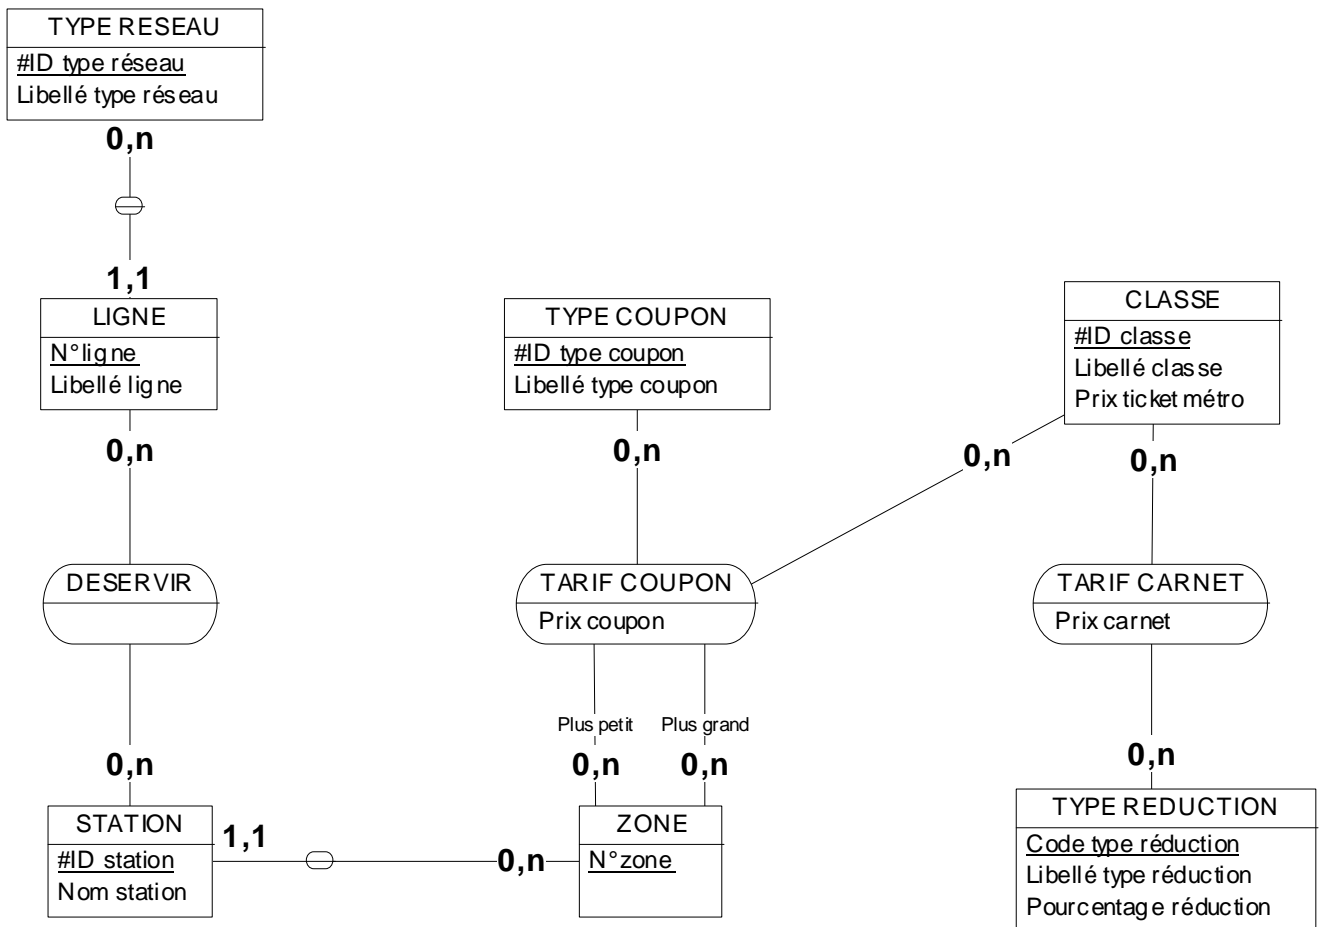 TYPE RESEAU
#ID type réseau
Libellé type réseau
0,n
1,1
LIGNE
N°ligne
Libellé ligne
0,n
DESERVIR
0,n
STATION
#ID station
Nom station
1,1
0,n
TYPE COUPON
#ID type coupon
Libellé type coupon
0,n
TARIF COUPON
Prix coupon
Plus petit
Plus grand
0,n
0,n
ZONE
N°zone
CLASSE
#ID classe
Libellé classe
Prix ticket métro
0,n
0,n
TARIF CARNET
Prix carnet
0,n
TYPE REDUCTION
Code type réduction
Libellé type réduction
Pourcentage réduction